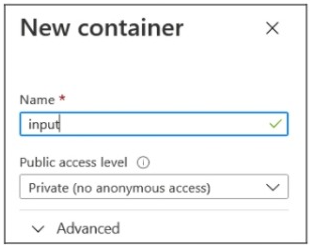 New container
Name *
input
Public access level
Private (no anonymous access)
Advanced